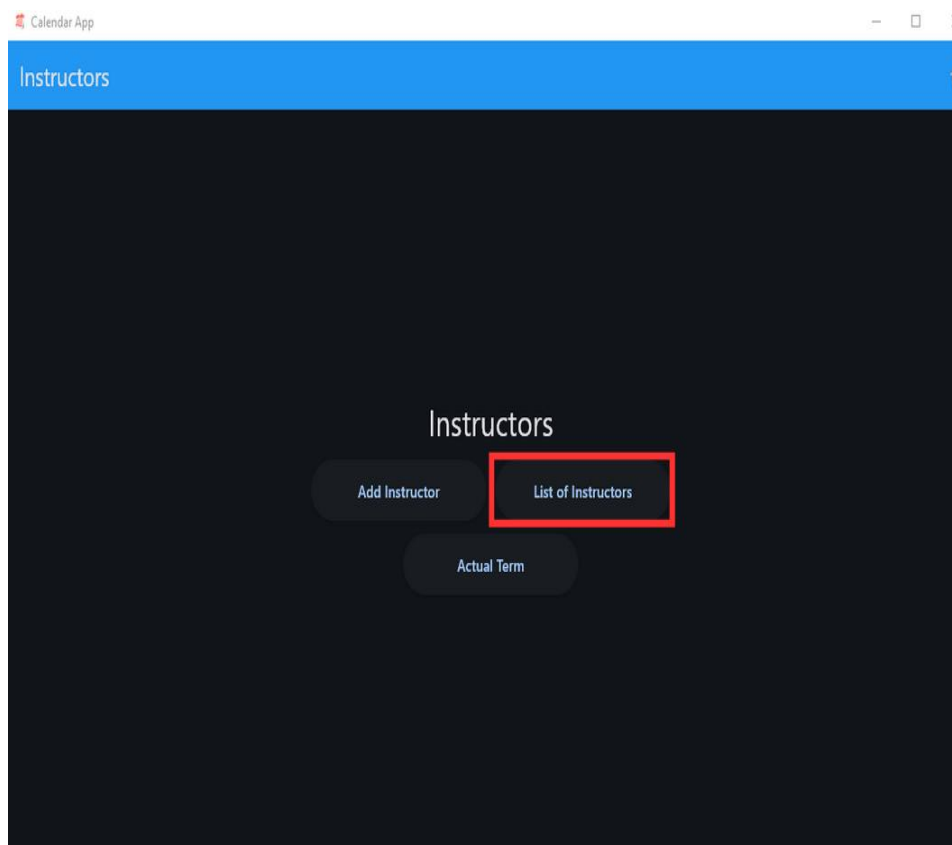 Calendar App
Instructors
Instructors
Add Instructor List of Instructors
Actual Term